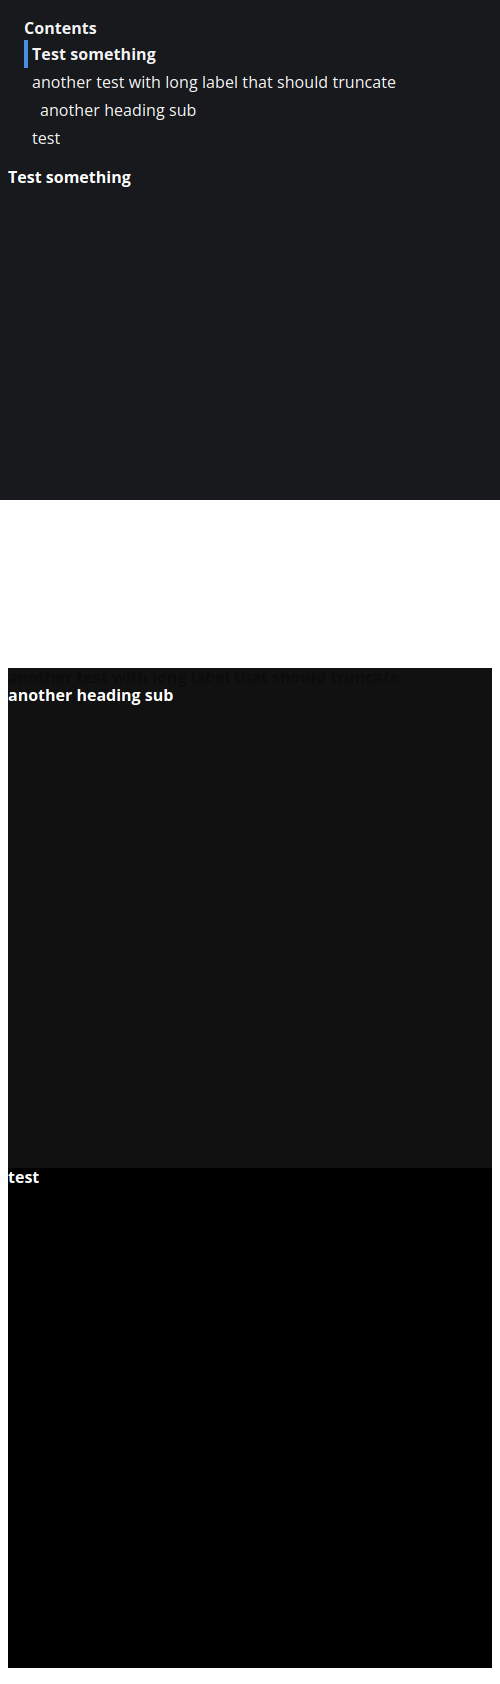 Contents
Test something
another test with long label that should truncate
another heading sub
test
Test something
another test with long label that should truncate
another heading sub
test